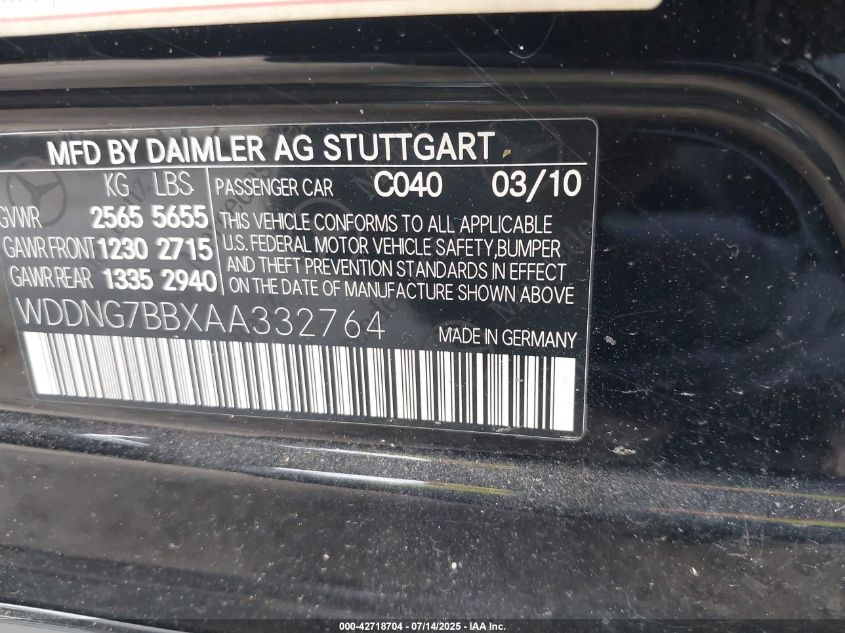 MFD BY DAIMLER AG STUTTGART
KG LBS
GVWR 2565 5655
GAWR FRONT 1230 2715
GAWR REAR 1335 2940
PASSENGER CAR C040 03/10
THIS VEHICLE CONFORMS TO ALL APPLICABLE
U.S. FEDERAL MOTOR VEHICLE SAFETY, BUMPER
AND THEFT PREVENTION STANDARDS IN EFFECT
ON THE DATE OF MANUFACTURE SHOWN ABOVE.
WDDNG7BBXAA332764
MADE IN GERMANY
000-42718704 - 07/14/2025 - IAA Inc.